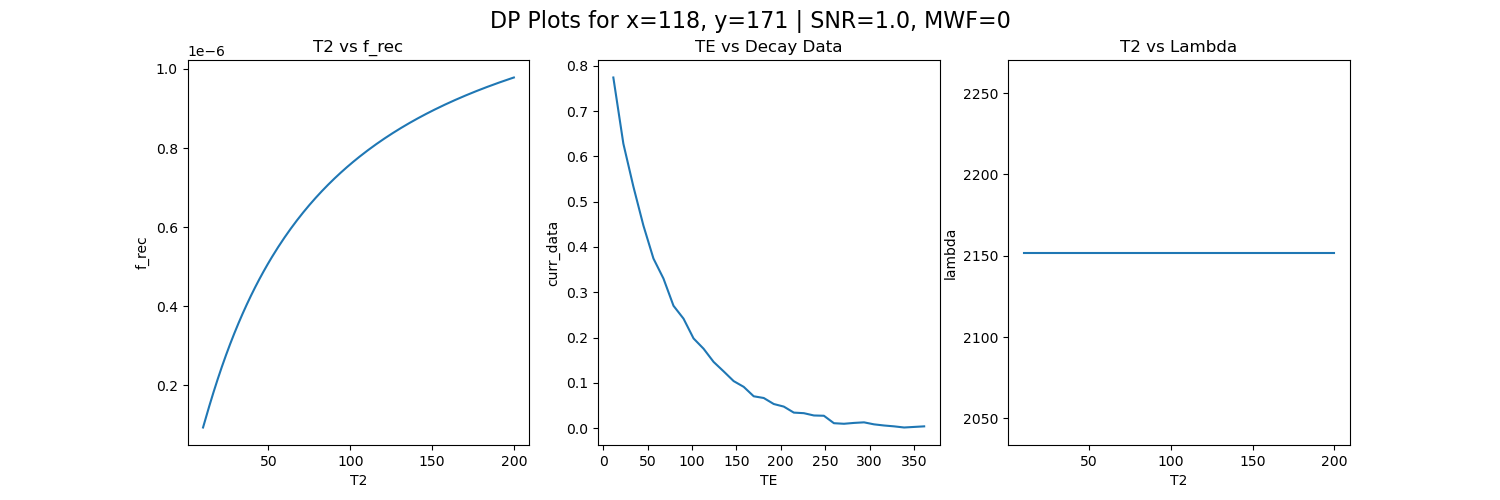 DP Plots for x=118, y=171 | SNR=1.0, MWF=0
T2 vs f_rec
1e−6
1.0
0.8
0.6
0.4
0.2
f_rec
50 100 150 200
T2
TE vs Decay Data
0.8
0.7
0.6
0.5
0.4
0.3
0.2
0.1
0.0
curr_data
0 50 100 150 200 250 300 350
TE
T2 vs Lambda
2250
2200
2150
2100
2050
lambda
50 100 150 200
T2